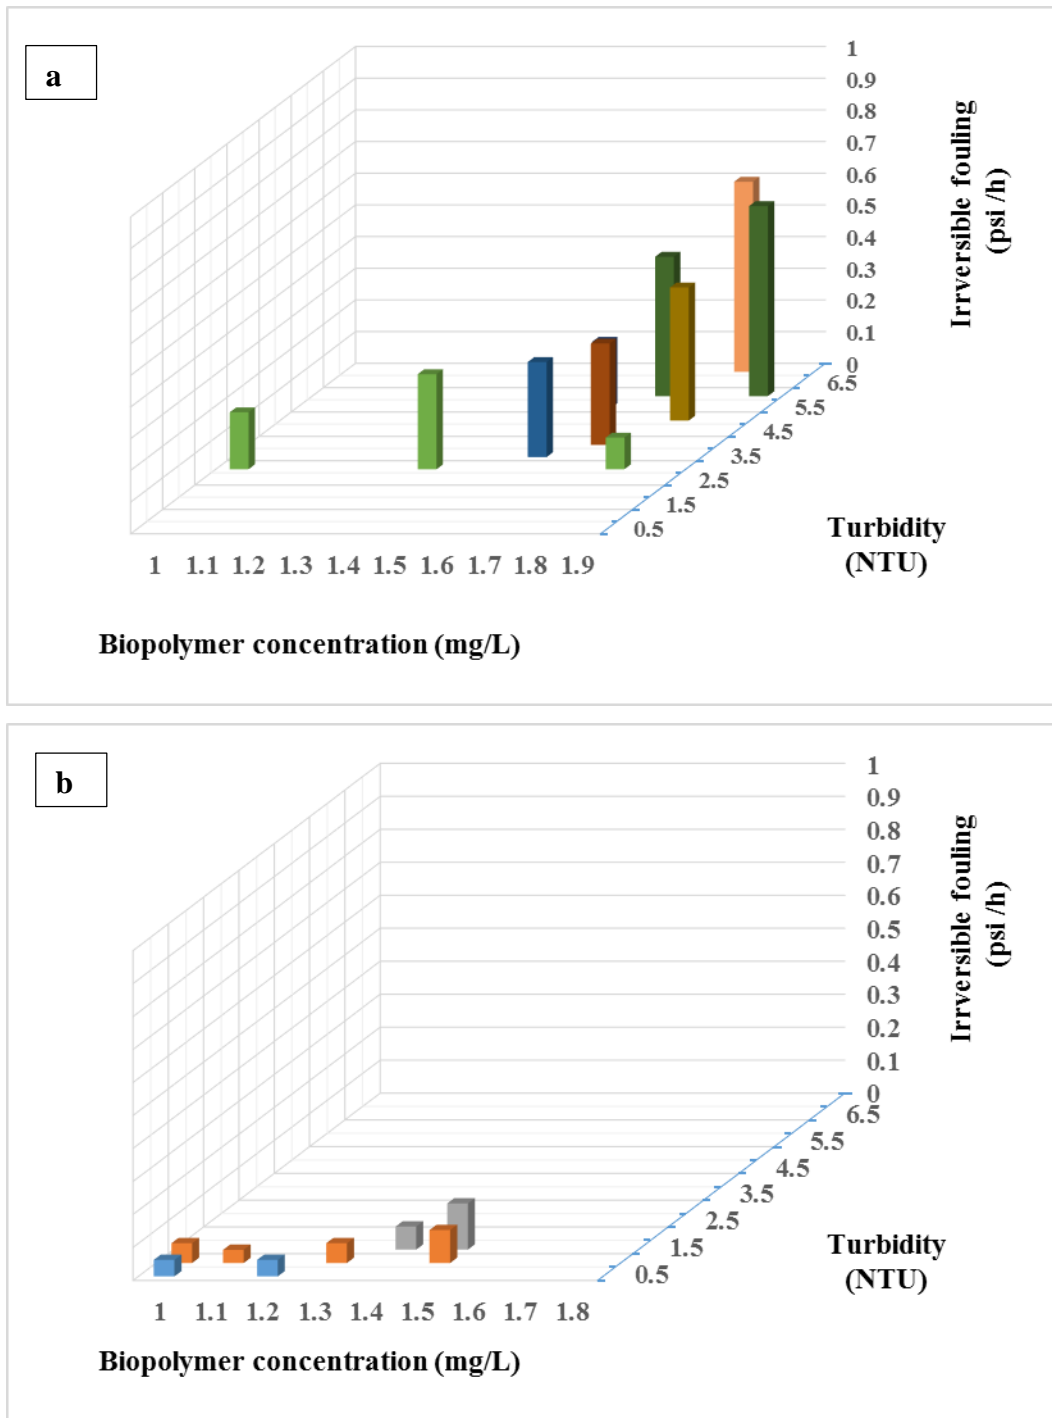 a
1
0.9
0.8
0.7
0.6
0.5
0.4
0.3
0.2
0.1
0
Irrversible fouling
(psi /h)
6.5
5.5
4.5
3.5
2.5
1.5
0.5
Turbidity
(NTU)
1 1.1 1.2 1.3 1.4 1.5 1.6 1.7 1.8 1.9
Biopolymer concentration (mg/L)
b
1
0.9
0.8
0.7
0.6
0.5
0.4
0.3
0.2
0.1
0
Irrversible fouling
(psi /h)
6.5
5.5
4.5
3.5
2.5
1.5
0.5
Turbidity
(NTU)
1 1.1 1.2 1.3 1.4 1.5 1.6 1.7 1.8
Biopolymer concentration (mg/L)